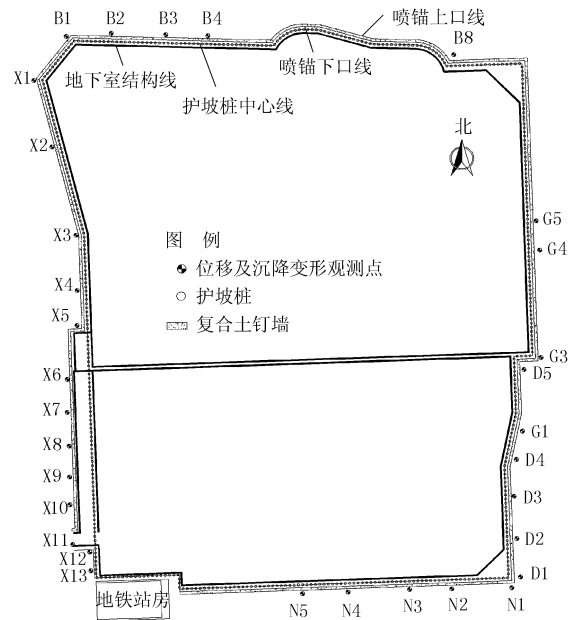 B1
B2
B3
B4
喷锚上口线
B8
喷锚下口线
X1
地下室结构线
护坡桩中心线
北
X2
G5
X3
图 例
G4
位移及沉降变形观测点
X4
护坡桩
X5
复合土钉墙
G3
X6
D5
X7
G1
X8
D4
X9
D3
X10
X11
D2
X12
X13
D1
地铁站房
N5
N4
N3
N2
N1